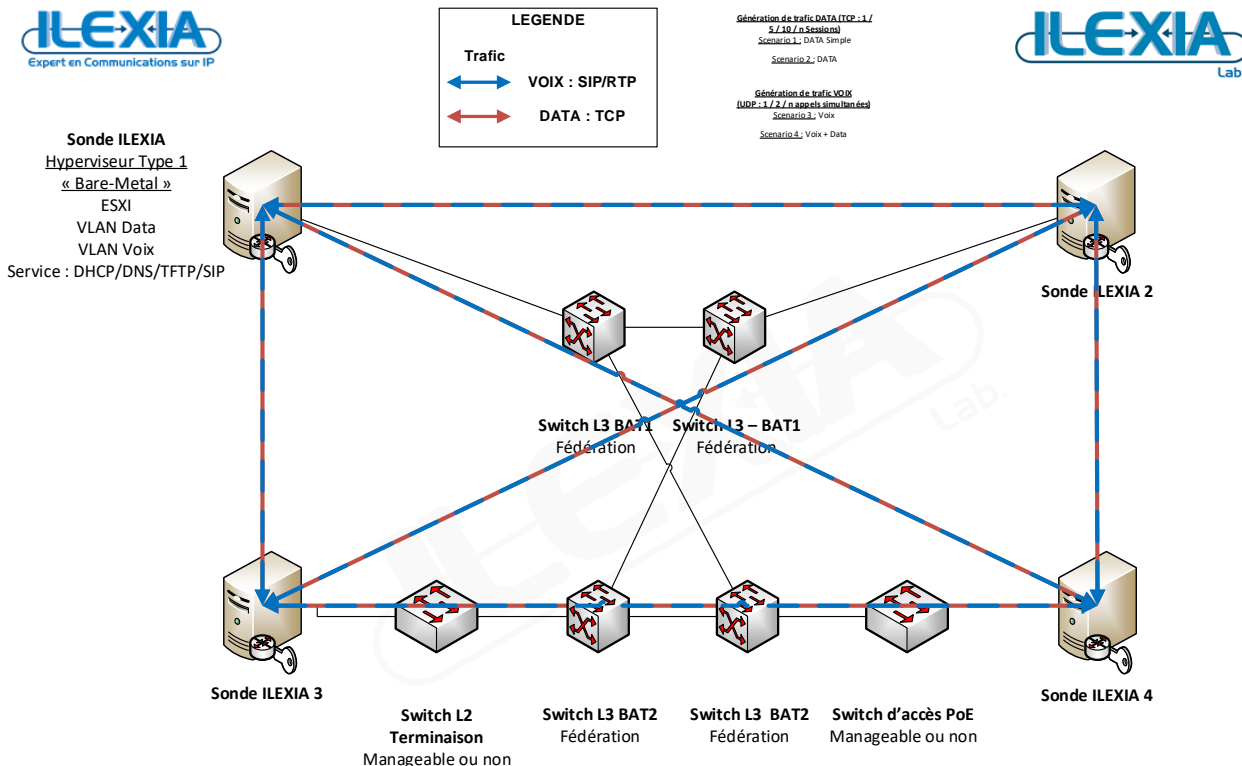 ILEXIA
Expert en Communications sur IP
LEGENDE
Trafic
VOIX : SIP/RTP
DATA : TCP
Génération de trafic DATA (TCP : 1 /
5 / 10 / n Sessions)
Scenario 1 : DATA Simple
Scenario 2 : DATA
Génération de trafic VOIX
(UDP : 1 / 2 / n appels simultanées)
Scenario 3 : Voix
Scenario 4 : Voix + Data
ILEXIA
Lab.
Sonde ILEXIA
Hyperviseur Type 1
« Bare-Metal »
ESXI
VLAN Data
VLAN Voix
Service : DHCP/DNS/TFTP/SIP
Sonde ILEXIA 2
ILEXIA
Lab.
Switch L3 BAT1
Fédération
Switch L3 – BAT1
Fédération
Sonde ILEXIA 3
Sonde ILEXIA 4
Switch L2
Terminaison
Manageable ou non
Switch L3 BAT2
Fédération
Switch L3 BAT2
Fédération
Switch d'accès PoE
Manageable ou non